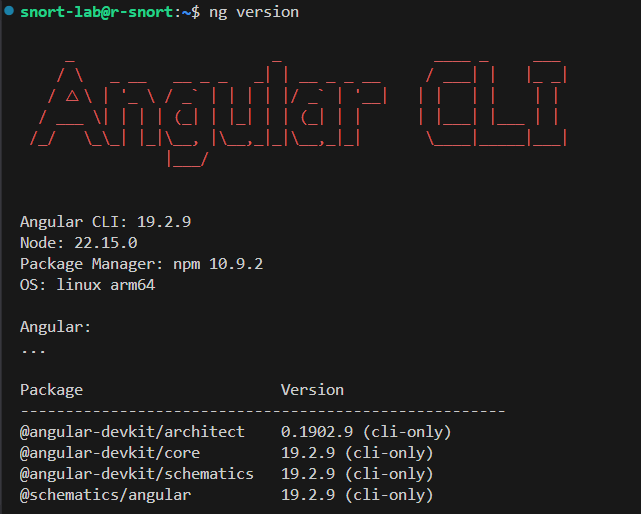 snort-lab@r-snort:~$ ng version
Angular CLI
Angular CLI: 19.2.9
Node: 22.15.0
Package Manager: npm 10.9.2
OS: linux arm64
Angular:
...
Package Version
------------------------------------------------------
@angular-devkit/architect 0.1902.9 (cli-only)
@angular-devkit/core 19.2.9 (cli-only)
@angular-devkit/schematics 19.2.9 (cli-only)
@schematics/angular 19.2.9 (cli-only)